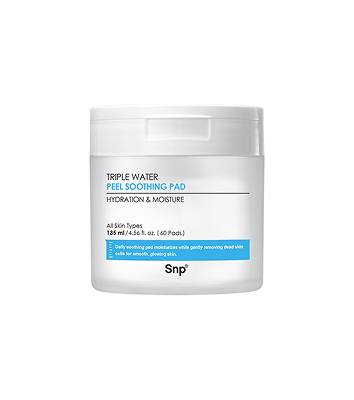 TRIPLE WATER
PEEL SOOTHING PAD
HYDRATION & MOISTURE
All Skin Types
135 ml / 4.56 fl. oz. ( 60 Pads )
Daily soothing pad moisturizes while gently removing dead skin
cells for smooth, glowing skin.
Snp®